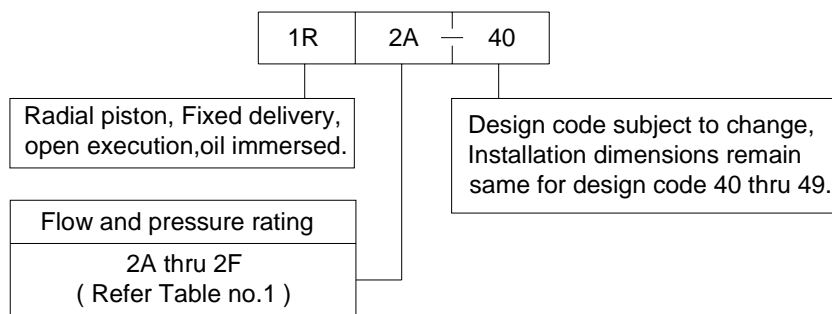 1R 2A — 40
Radial piston, Fixed delivery,
open execution,oil immersed.
Design code subject to change,
Installation dimensions remain
same for design code 40 thru 49.
Flow and pressure rating
2A thru 2F
( Refer Table no.1 )